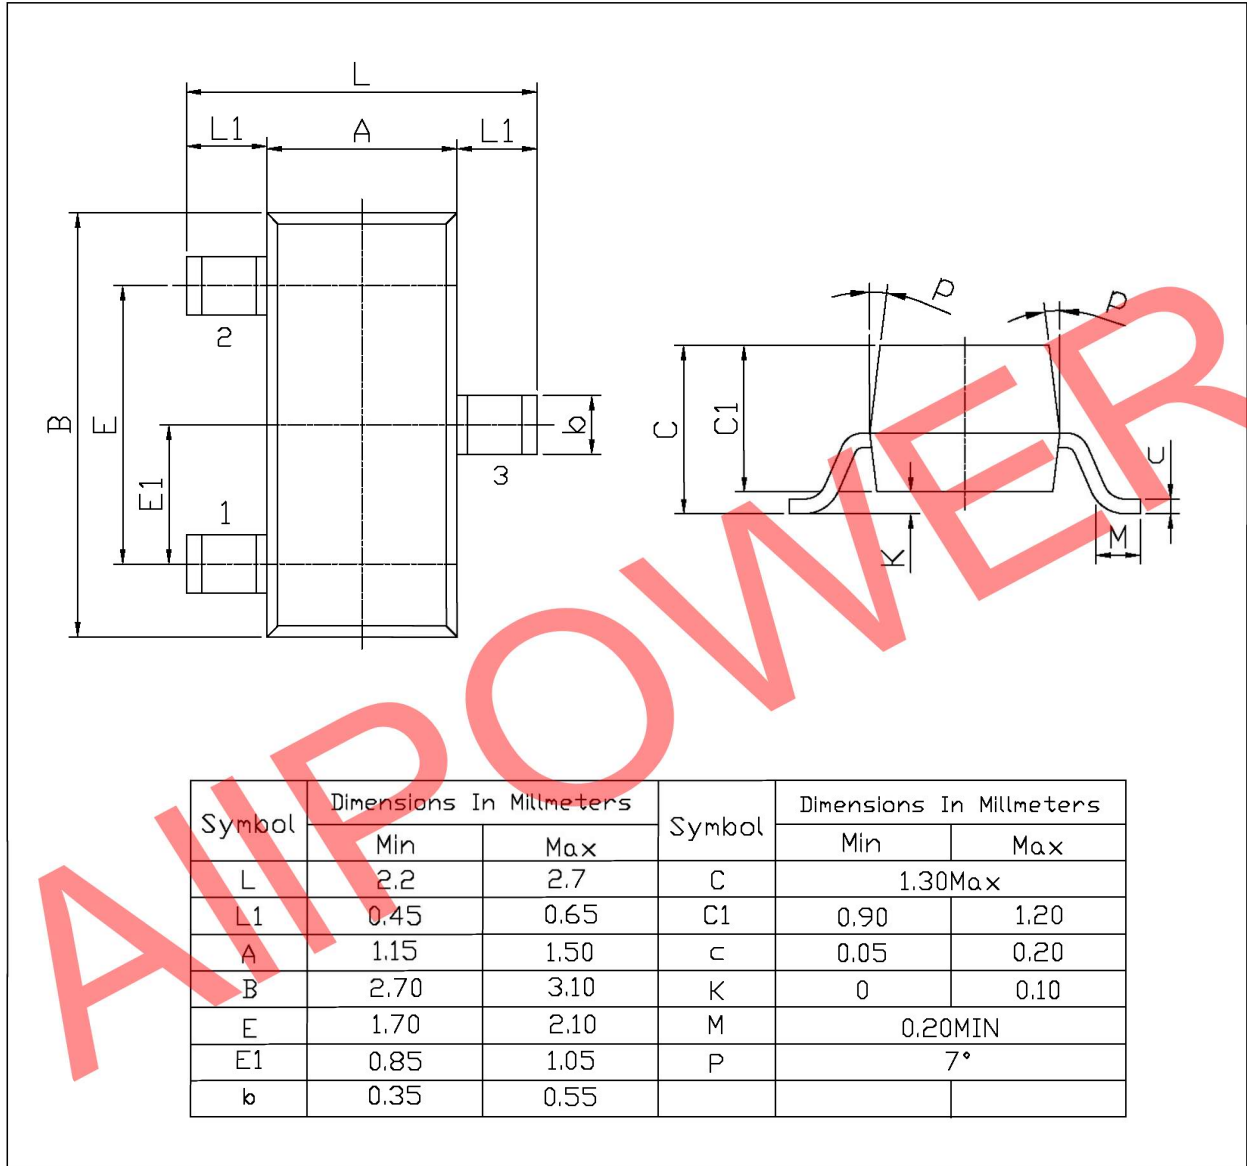 L
L1 A L1
2
B E E1 b
3
1
P P
C C1 c
K M
Symbol Dimensions In Millmeters Symbol Dimensions In Millmeters
Min Max Min Max
L 2.2 2.7 C 1.30Max
L1 0.45 0.65 C1 0.90 1.20
A 1.15 1.50 c 0.05 0.20
B 2.70 3.10 K 0 0.10
E 1.70 2.10 M 0.20MIN
E1 0.85 1.05 P 7°
b 0.35 0.55
AIIPOWER